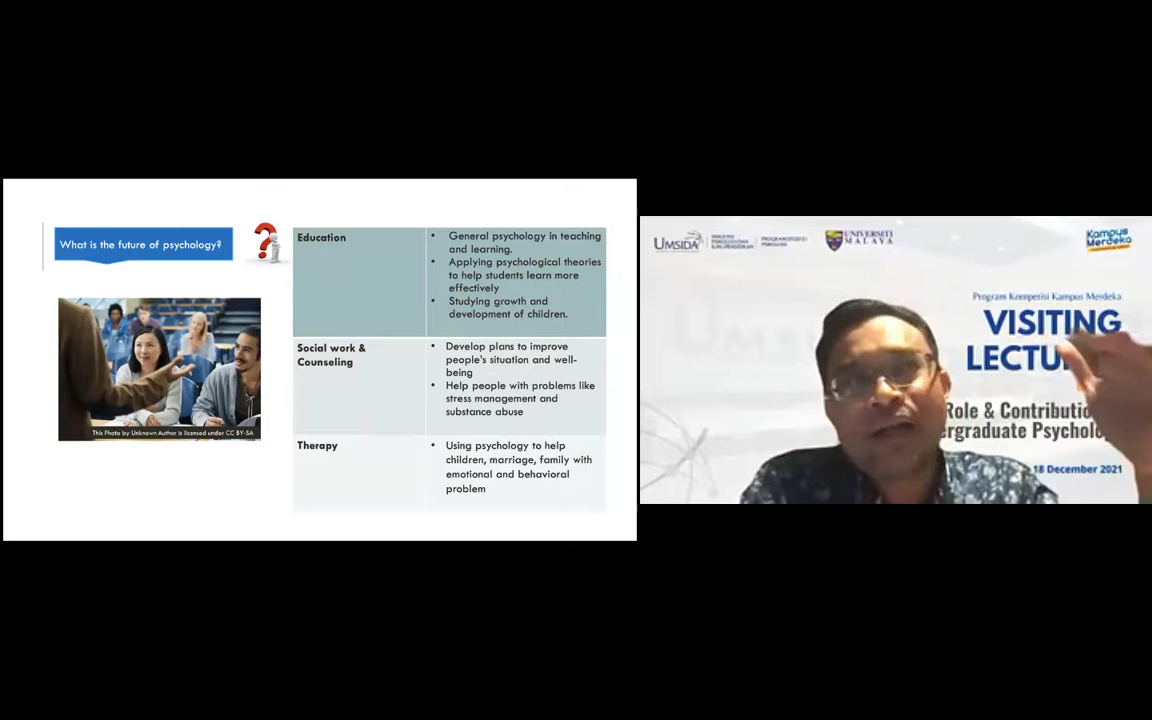 What is the future of psychology?
This Photo by Unknown Author is licensed under CC BY-SA
Education
• General psychology in teaching
and learning.
• Applying psychological theories
to help students learn more
effectively
• Studying growth and
development of children.
Social work &
Counseling
• Develop plans to improve
people's situation and well-
being
• Help people with problems like
stress management and
substance abuse
Therapy
• Using psychology to help
children, marriage, family with
emotional and behavioral
problem
UMSIDA
UNIVERSITI
MALAYA
Kampus
Merdeka
Program Kompetisi Kampus Merdeka
VISITING
LECTU
Role & Contributio
ergraduate Psycholo
18 December 2021